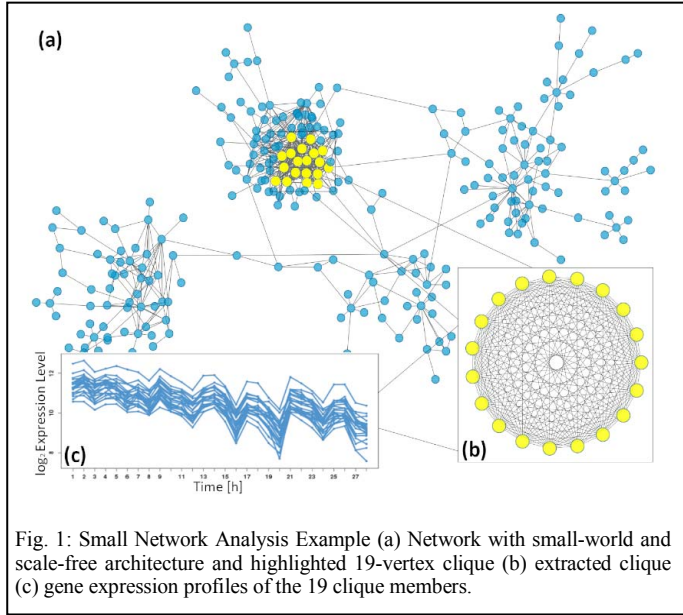 (a)
(b)
12
10
8
log₂ Expression Level
(c)
1 2 3 4 5 6 7 8 9 11 13 15 17 19 21 23 25 27
Time [h]
Fig. 1: Small Network Analysis Example (a) Network with small-world and
scale-free architecture and highlighted 19-vertex clique (b) extracted clique
(c) gene expression profiles of the 19 clique members.